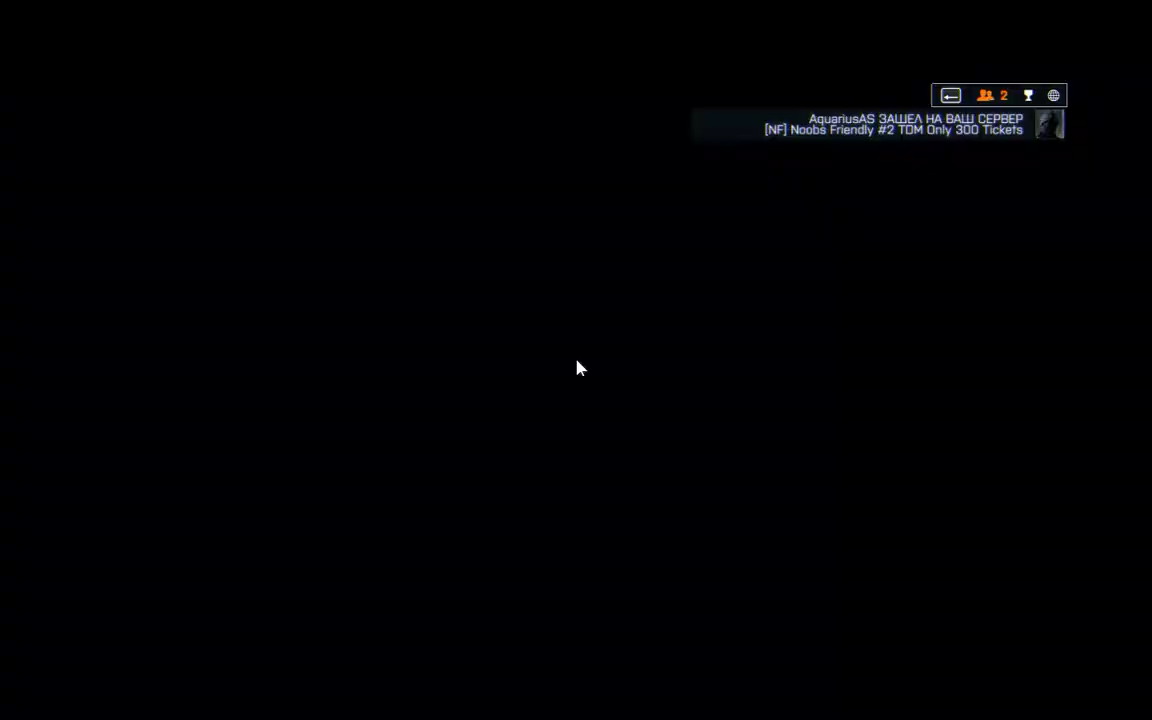 2
AquariusAS ЗАШЕЛ НА ВАШ СЕРВЕР
[NF] Noobs Friendly #2 TDM Only 300 Tickets